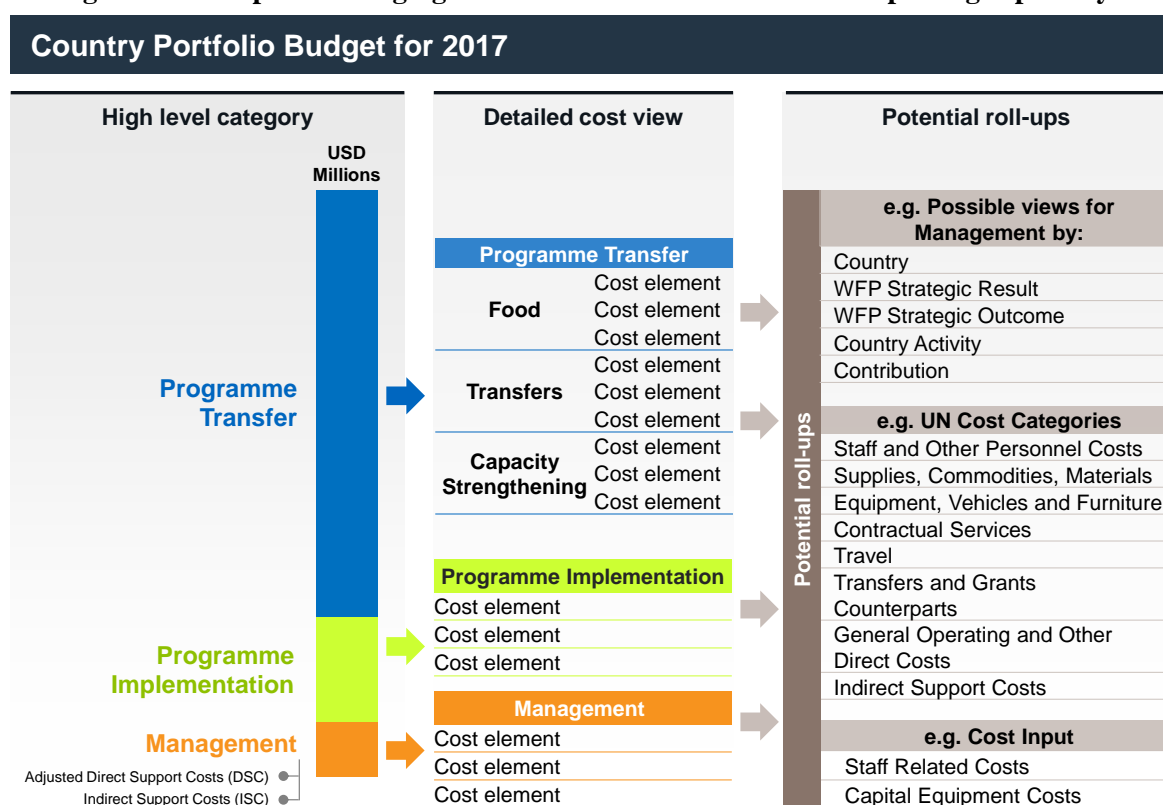 Country Portfolio Budget for 2017
High level category
USD
Millions
Programme
Transfer
Programme
Implementation
Management
Adjusted Direct Support Costs (DSC)
Indirect Support Costs (ISC)
Detailed cost view
Programme Transfer
Food
Cost element
Cost element
Cost element
Transfers
Cost element
Cost element
Cost element
Capacity
Strengthening
Cost element
Cost element
Cost element
Programme Implementation
Cost element
Cost element
Cost element
Management
Cost element
Cost element
Cost element
Potential roll-ups
Potential roll-ups
e.g. Possible views for
Management by:
Country
WFP Strategic Result
WFP Strategic Outcome
Country Activity
Contribution
e.g. UN Cost Categories
Staff and Other Personnel Costs
Supplies, Commodities, Materials
Equipment, Vehicles and Furniture
Contractual Services
Travel
Transfers and Grants
Counterparts
General Operating and Other
Direct Costs
Indirect Support Costs
e.g. Cost Input
Staff Related Costs
Capital Equipment Costs